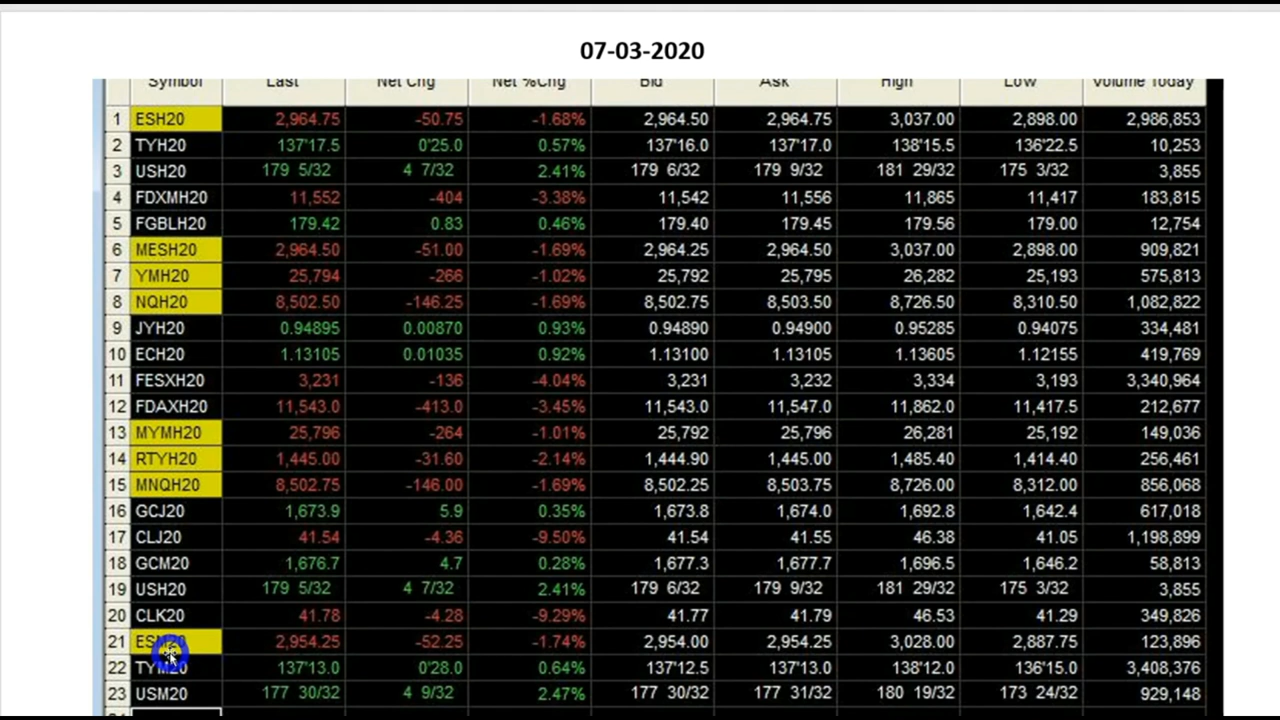 07-03-2020
Symbol Last Net Chg Net %Chg Bid Ask High Low Volume Today
1 ESH20 2,964.75 -50.75 -1.68% 2,964.50 2,964.75 3,037.00 2,898.00 2,986,853
2 TYH20 137'17.5 0'25.0 0.57% 137'16.0 137'17.0 138'15.5 136'22.5 10,253
3 USH20 179 5/32 4 7/32 2.41% 179 6/32 179 9/32 181 29/32 175 3/32 3,855
4 FDXMH20 11,552 -404 -3.38% 11,542 11,556 11,865 11,417 183,815
5 FGBLH20 179.42 0.83 0.46% 179.40 179.45 179.56 179.00 12,754
6 MESH20 2,964.50 -51.00 -1.69% 2,964.25 2,964.50 3,037.00 2,898.00 909,821
7 YMH20 25,794 -266 -1.02% 25,792 25,795 26,282 25,193 575,813
8 NQH20 8,502.50 -146.25 -1.69% 8,502.75 8,503.50 8,726.50 8,310.50 1,082,822
9 JYH20 0.94895 0.00870 0.93% 0.94890 0.94900 0.95285 0.94075 334,481
10 ECH20 1.13105 0.01035 0.92% 1.13100 1.13105 1.13605 1.12155 419,769
11 FESXH20 3,231 -136 -4.04% 3,231 3,232 3,334 3,193 3,340,964
12 FDAXH20 11,543.0 -413.0 -3.45% 11,543.0 11,547.0 11,862.0 11,417.5 212,677
13 MYMH20 25,796 -264 -1.01% 25,792 25,796 26,281 25,192 149,036
14 RTYH20 1,445.00 -31.60 -2.14% 1,444.90 1,445.00 1,485.40 1,414.40 256,461
15 MNQH20 8,502.75 -146.00 -1.69% 8,502.25 8,503.75 8,726.00 8,312.00 856,068
16 GCJ20 1,673.9 5.9 0.35% 1,673.8 1,674.0 1,692.8 1,642.4 617,018
17 CLJ20 41.54 -4.36 -9.50% 41.54 41.55 46.38 41.05 1,198,899
18 GCM20 1,676.7 4.7 0.28% 1,677.3 1,677.7 1,696.5 1,646.2 58,813
19 USH20 179 5/32 4 7/32 2.41% 179 6/32 179 9/32 181 29/32 175 3/32 3,855
20 CLK20 41.78 -4.28 -9.29% 41.77 41.79 46.53 41.29 349,826
21 ESM20 2,954.25 -52.25 -1.74% 2,954.00 2,954.25 3,028.00 2,887.75 123,896
22 TYM20 137'13.0 0'28.0 0.64% 137'12.5 137'13.0 138'12.0 136'15.0 3,408,376
23 USM20 177 30/32 4 9/32 2.47% 177 30/32 177 31/32 180 19/32 173 24/32 929,148